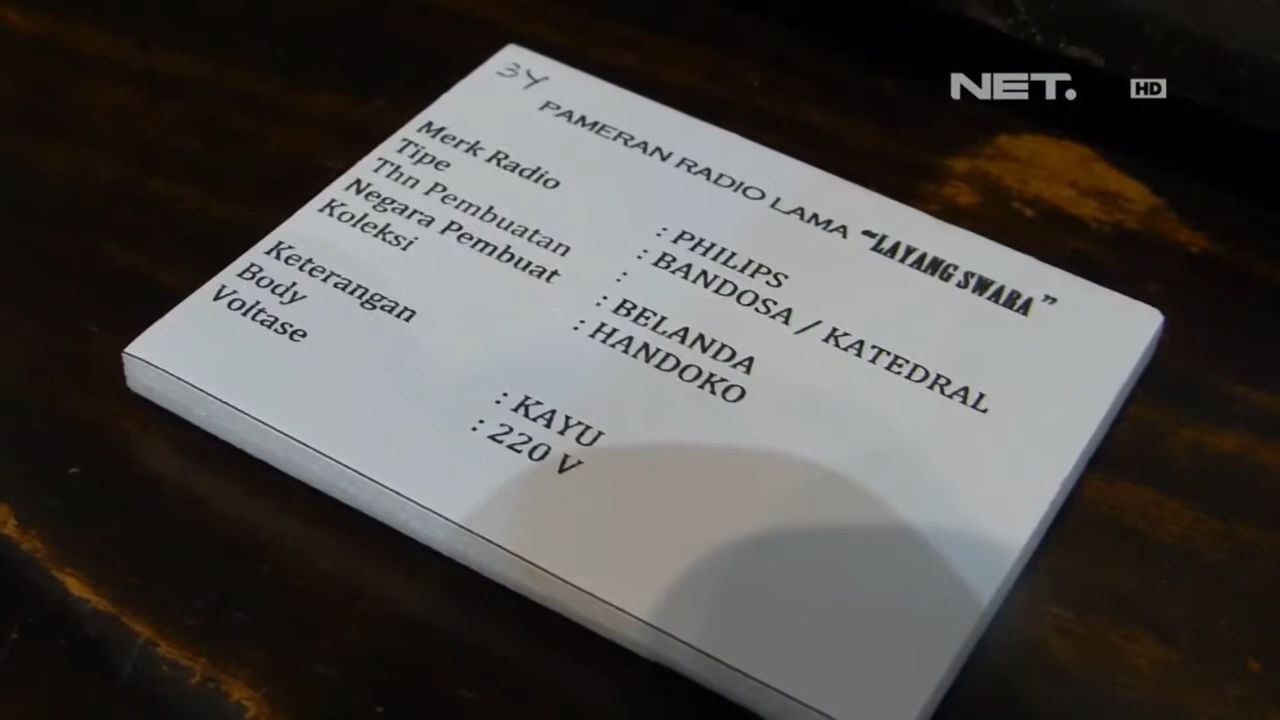 NET. HD
34
PAMERAN RADIO LAMA "LAYANG SWARA"
Merk Radio : PHILIPS
Tipe : BANDOSA / KATEDRAL
Thn Pembuatan :
Negara Pembuat : BELANDA
Koleksi : HANDOKO
Keterangan
Body : KAYU
Voltase : 220 V